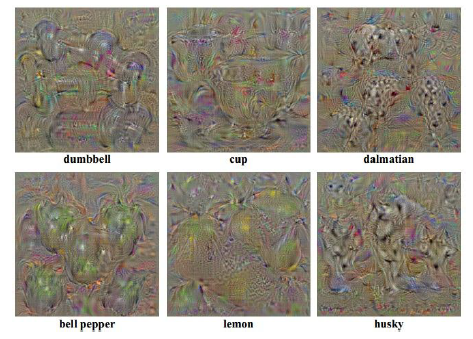 dumbbell
cup
dalmatian
bell pepper
lemon
husky